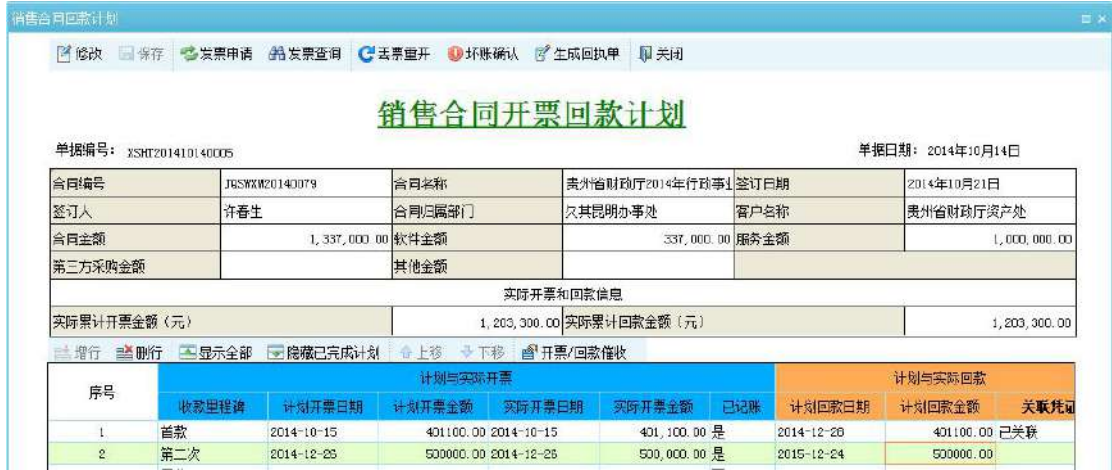 销售合同回款计划
修改 保存 发票申请 发票查询 丢票重开 坏账确认 生成回执单 关闭
销售合同开票回款计划
单据编号: XSHT201410140005 单据日期: 2014年10月14日
合同编号 JQSWXM20140079 合同名称 贵州省财政厅2014年行政事业 签订日期 2014年10月21日
签订人 许春生 合同归属部门 久其昆明办事处 客户名称 贵州省财政厅资产处
合同金额 1,337,000.00 软件金额 337,000.00 服务金额 1,000,000.00
第三方采购金额 其他金额
实际开票和回款信息
实际累计开票金额(元) 1,203,300.00 实际累计回款金额(元) 1,203,300.00
增行 删行 显示全部 隐藏已完成计划 上移 下移 开票/回款催收
序号 计划与实际开票 计划与实际回款
收款里程碑 计划开票日期 计划开票金额 实际开票日期 实际开票金额 已记账 计划回款日期 计划回款金额 关联凭证
1 首款 2014-10-15 401100.00 2014-10-15 401,100.00 是 2014-12-28 401100.00 已关联
2 第二次 2014-12-26 500000.00 2014-12-26 500,000.00 是 2015-12-24 500000.00